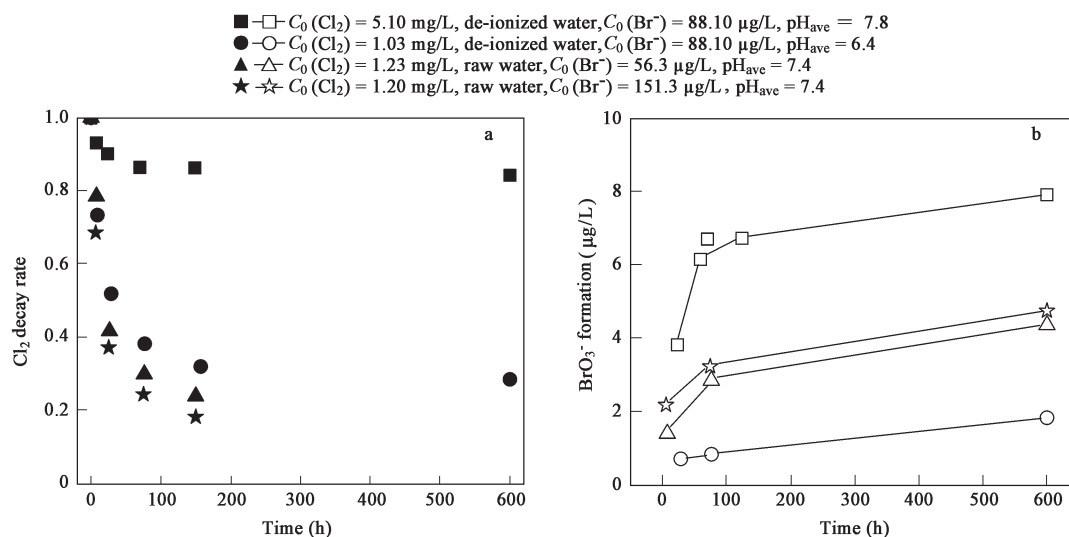 C₀ (Cl₂) = 5.10 mg/L, de-ionized water, C₀ (Br⁻) = 88.10 µg/L, pHave = 7.8
C₀ (Cl₂) = 1.03 mg/L, de-ionized water, C₀ (Br⁻) = 88.10 µg/L, pHave = 6.4
C₀ (Cl₂) = 1.23 mg/L, raw water, C₀ (Br⁻) = 56.3 µg/L, pHave = 7.4
C₀ (Cl₂) = 1.20 mg/L, raw water, C₀ (Br⁻) = 151.3 µg/L, pHave = 7.4
a
1.0
0.8
0.6
0.4
0.2
0
Cl₂ decay rate
0 100 200 300 400 500 600
Time (h)
b
10
8
6
4
2
0
BrO₃⁻ formation (µg/L)
0 100 200 300 400 500 600
Time (h)